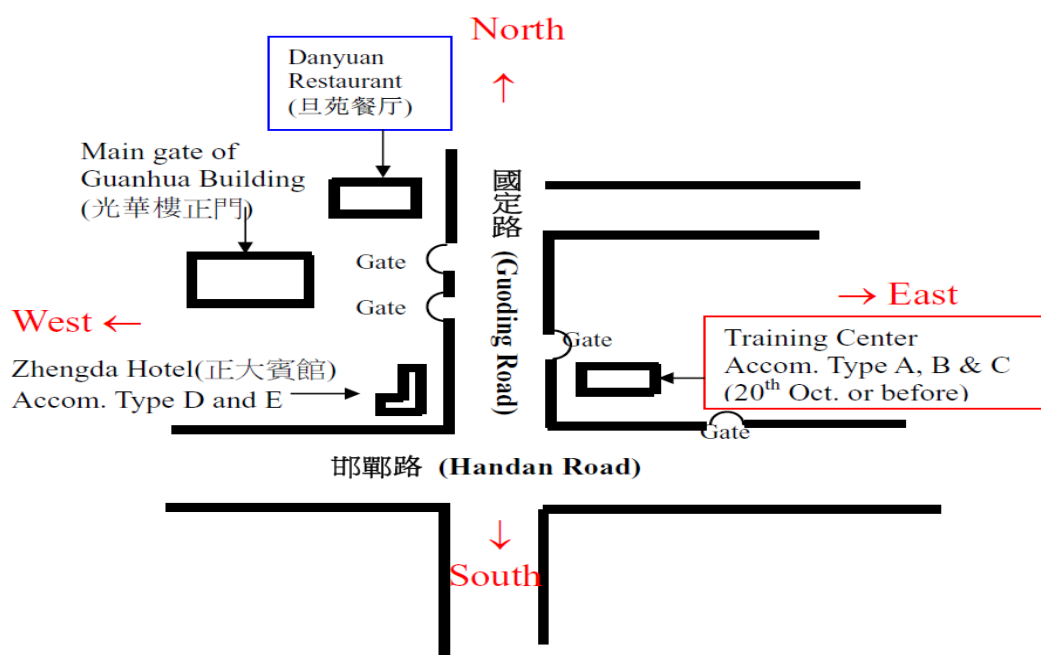 North
↑
Danyuan
Restaurant
(旦苑餐厅)
Main gate of
Guanhua Building
(光華樓正門)
國定路 (Guoding Road)
Gate
Gate
West ←
→ East
Gate
Training Center
Accom. Type A, B & C
(20th Oct. or before)
Zhengda Hotel(正大賓館)
Accom. Type D and E
Gate
邯鄲路 (Handan Road)
↓
South